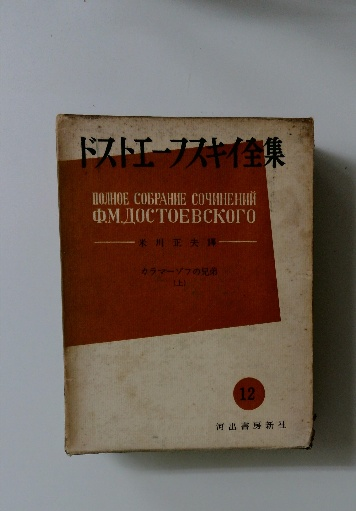 ドストエーフスキイ全集
ПОЛНОЕ СОБРАНИЕ СОЧИНЕНИЙ
Ф.М.ДОСТОЕВСКОГО
米川正夫譯
カラマーゾフの兄弟
(上)
12
河出書房新社